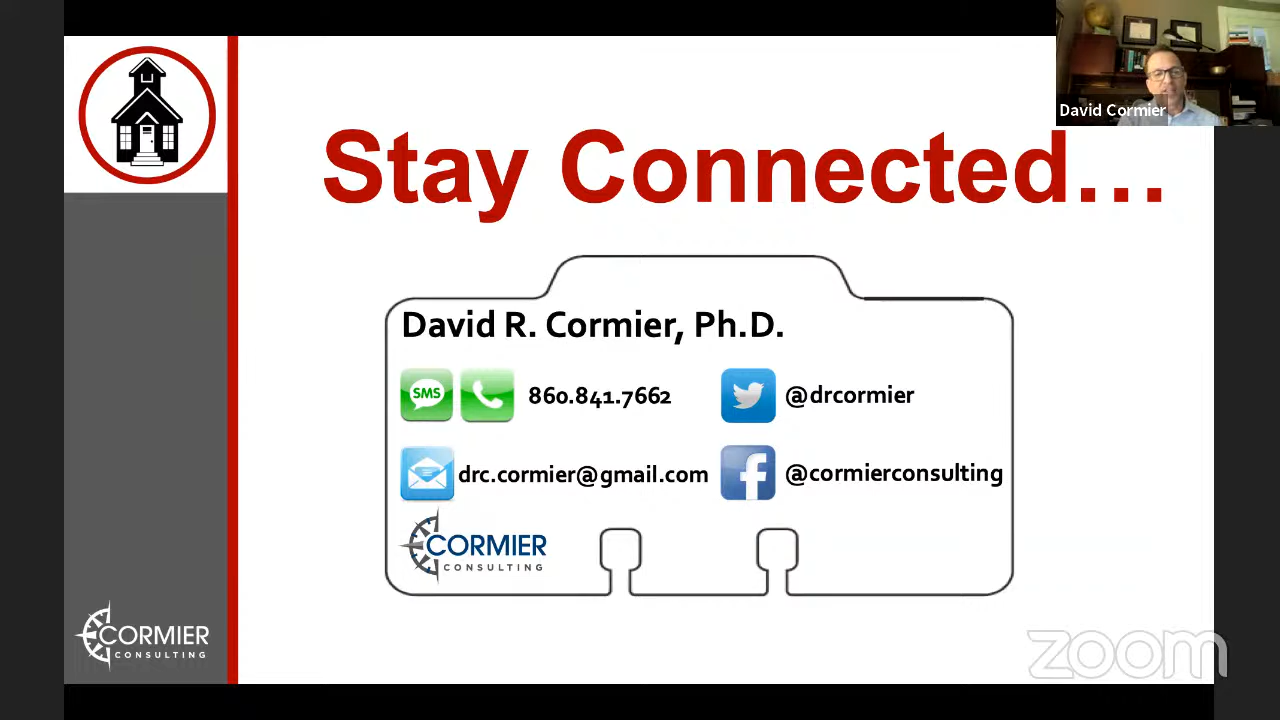 David Cormier
Stay Connected...
David R. Cormier, Ph.D.
SMS
860.841.7662
@drcormier
drc.cormier@gmail.com
@cormierconsulting
CORMIER
CONSULTING
CORMIER
CONSULTING
zoom